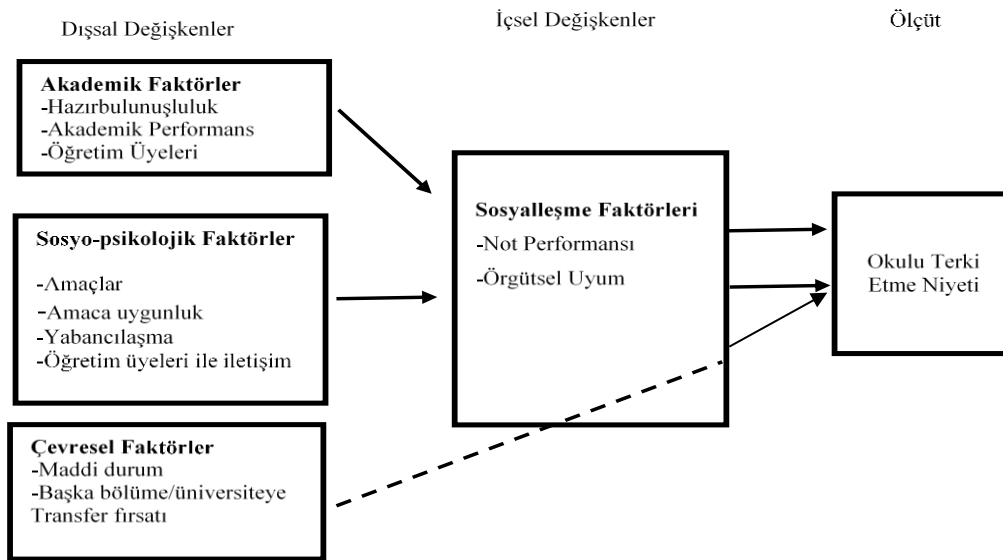 Dışsal Değişkenler
İçsel Değişkenler
Ölçüt
Akademik Faktörler
-Hazırbulunuşluluk
-Akademik Performans
-Öğretim Üyeleri
Sosyo-psikolojik Faktörler
-Amaçlar
-Amaca uygunluk
-Yabancılaşma
-Öğretim üyeleri ile iletişim
Çevresel Faktörler
-Maddi durum
-Başka bölüme/üniversiteye
Transfer fırsatı
Sosyalleşme Faktörleri
-Not Performansı
-Örgütsel Uyum
Okulu Terki
Etme Niyeti